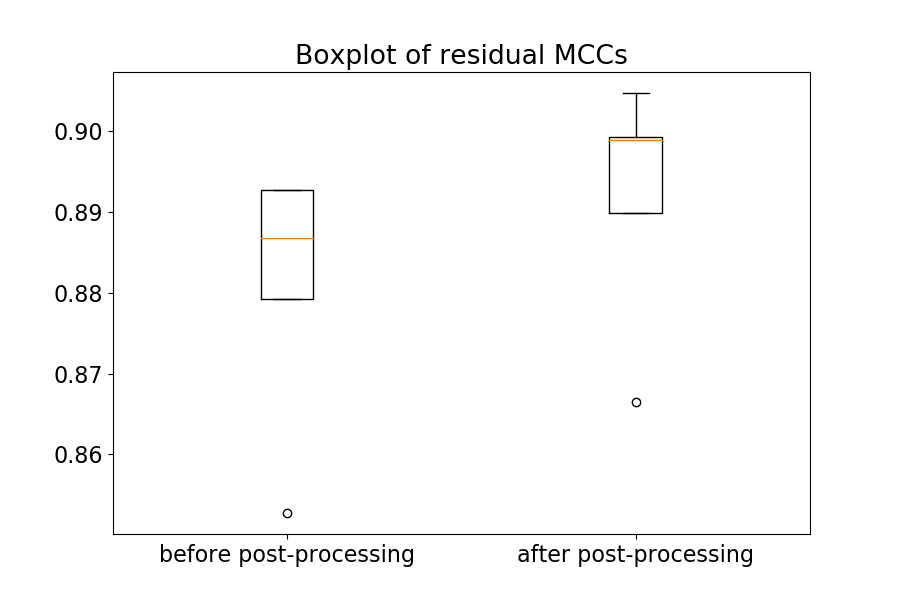 Boxplot of residual MCCs
0.90
0.89
0.88
0.87
0.86
before post-processing after post-processing